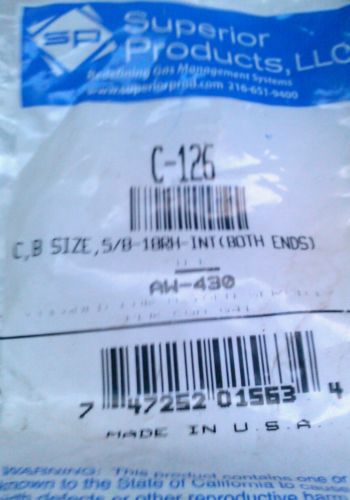 SP
Superior
Products, LLC
Redefining Gas Management Systems
www.superiorprod.com 216-651-9400
C-126
C,B SIZE,5/8-18RH-INT(BOTH ENDS)
AW-430
7 47252 01563 4
MADE IN U.S.A.
WARNING: This product contains one or
known to the State of California to cause
birth defects or other reproductive harm